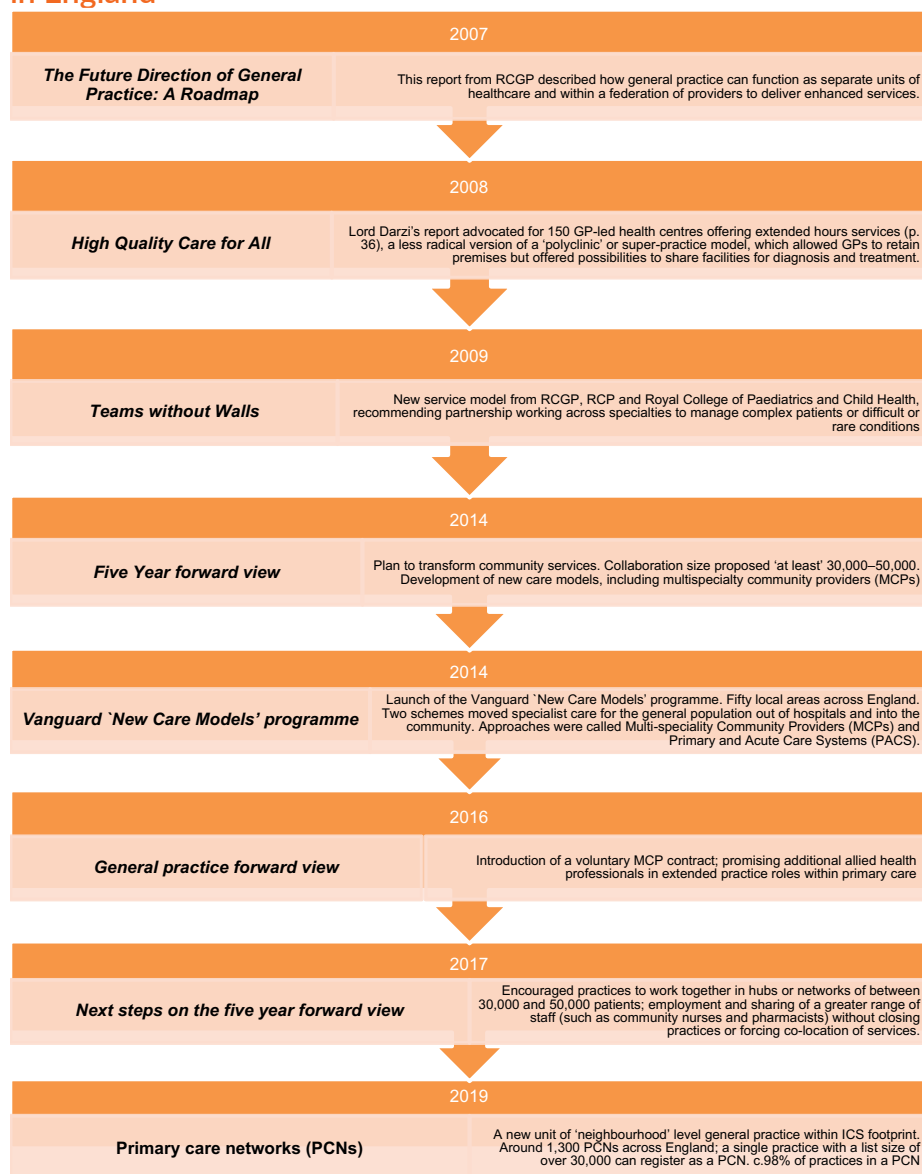 in England
2007
The Future Direction of General
Practice: A Roadmap
This report from RCGP described how general practice can function as separate units of
healthcare and within a federation of providers to deliver enhanced services.
2008
High Quality Care for All
Lord Darzi’s report advocated for 150 GP-led health centres offering extended hours services (p.
36), a less radical version of a ‘polyclinic’ or super-practice model, which allowed GPs to retain
premises but offered possibilities to share facilities for diagnosis and treatment.
2009
Teams without Walls
New service model from RCGP, RCP and Royal College of Paediatrics and Child Health,
recommending partnership working across specialties to manage complex patients or difficult or
rare conditions
2014
Five Year forward view
Plan to transform community services. Collaboration size proposed ‘at least’ 30,000–50,000.
Development of new care models, including multispecialty community providers (MCPs)
2014
Vanguard `New Care Models’ programme
Launch of the Vanguard `New Care Models’ programme. Fifty local areas across England.
Two schemes moved specialist care for the general population out of hospitals and into the
community. Approaches were called Multi-speciality Community Providers (MCPs) and
Primary and Acute Care Systems (PACS).
2016
General practice forward view
Introduction of a voluntary MCP contract; promising additional allied health
professionals in extended practice roles within primary care
2017
Next steps on the five year forward view
Encouraged practices to work together in hubs or networks of between
30,000 and 50,000 patients; employment and sharing of a greater range of
staff (such as community nurses and pharmacists) without closing
practices or forcing co-location of services.
2019
Primary care networks (PCNs)
A new unit of ‘neighbourhood’ level general practice within ICS footprint.
Around 1,300 PCNs across England; a single practice with a list size of
over 30,000 can register as a PCN. c.98% of practices in a PCN